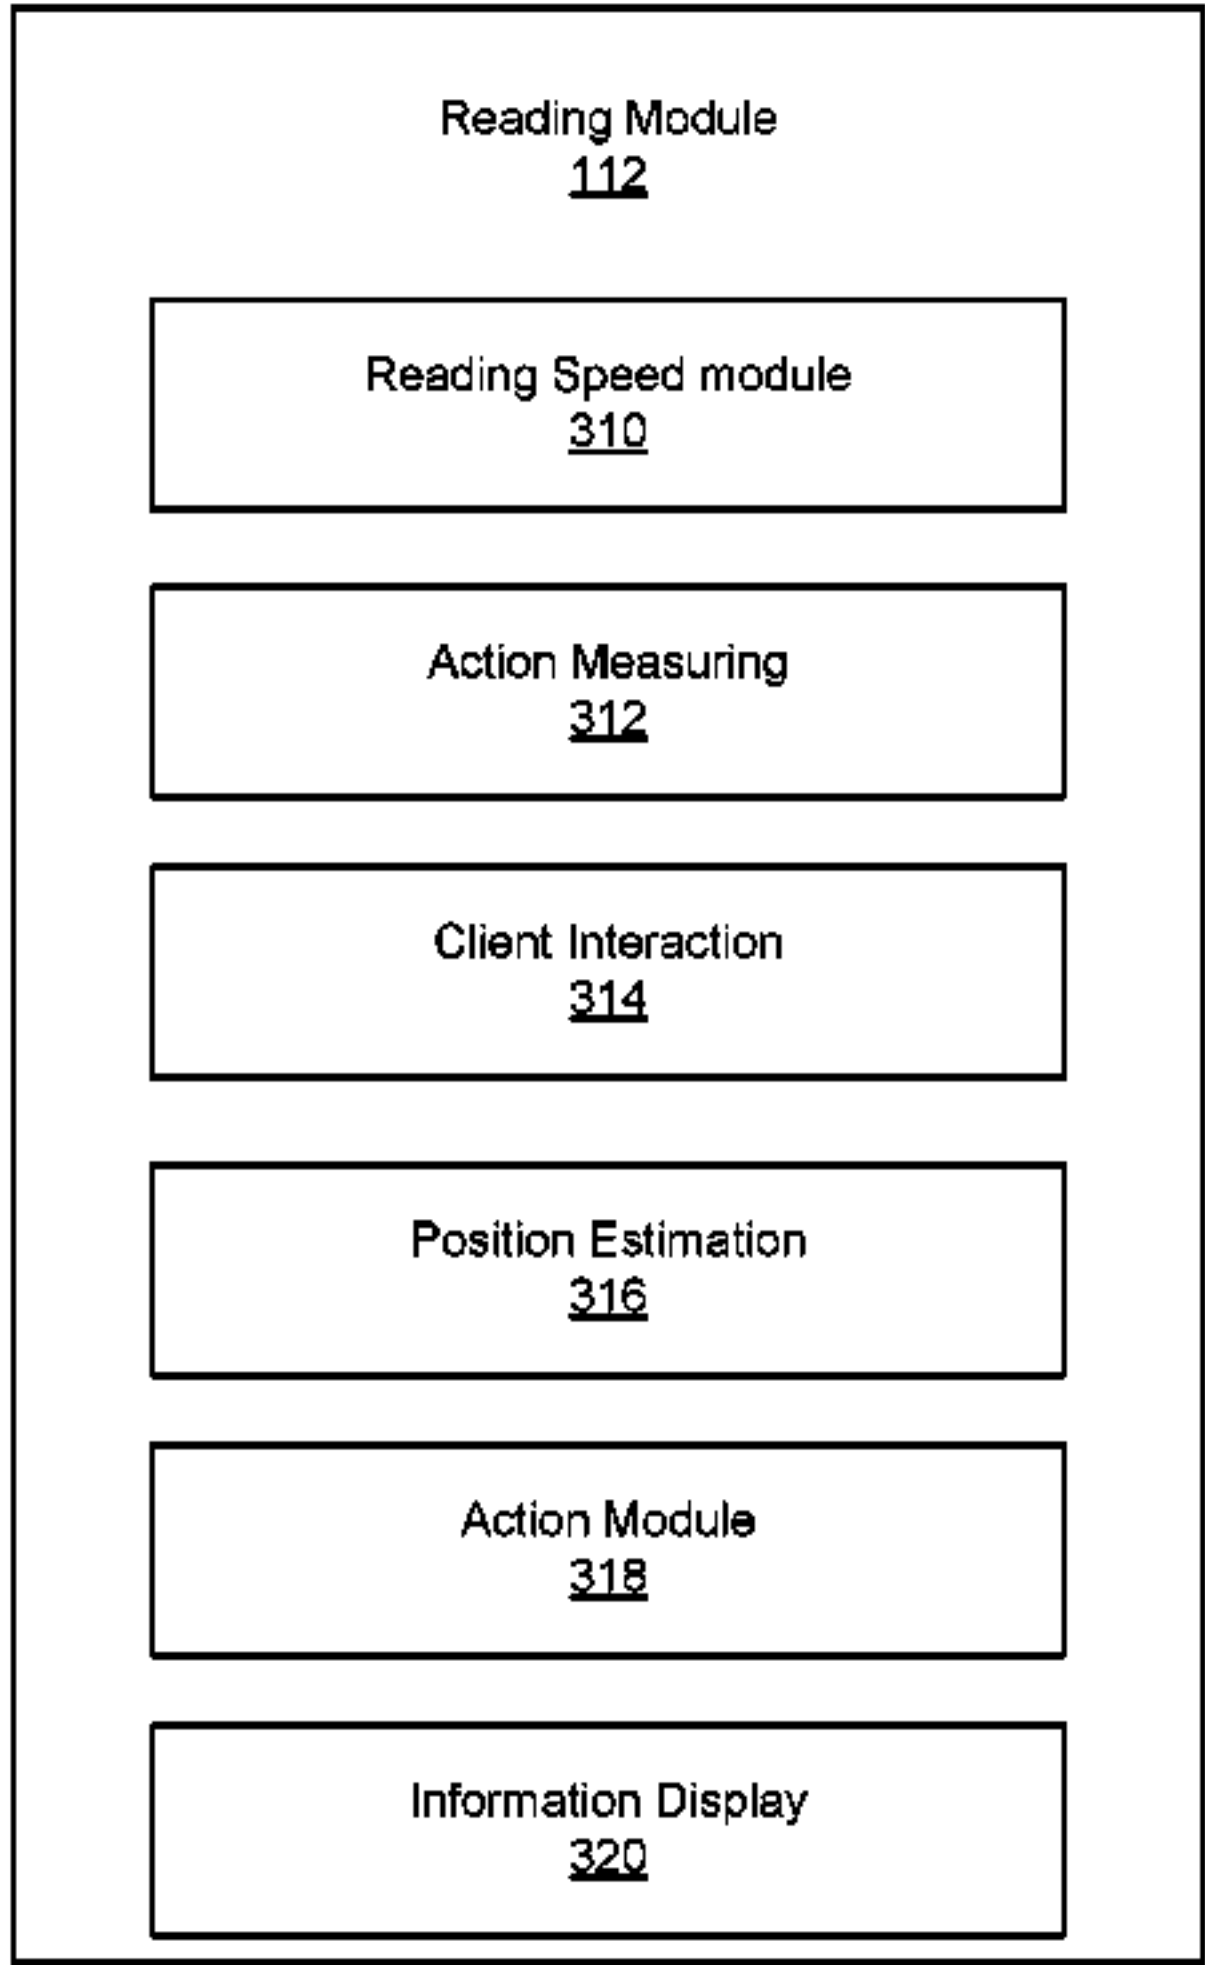 Reading Module
112
Reading Speed module
310
Action Measuring
312
Client Interaction
314
Position Estimation
316
Action Module
318
Information Display
320